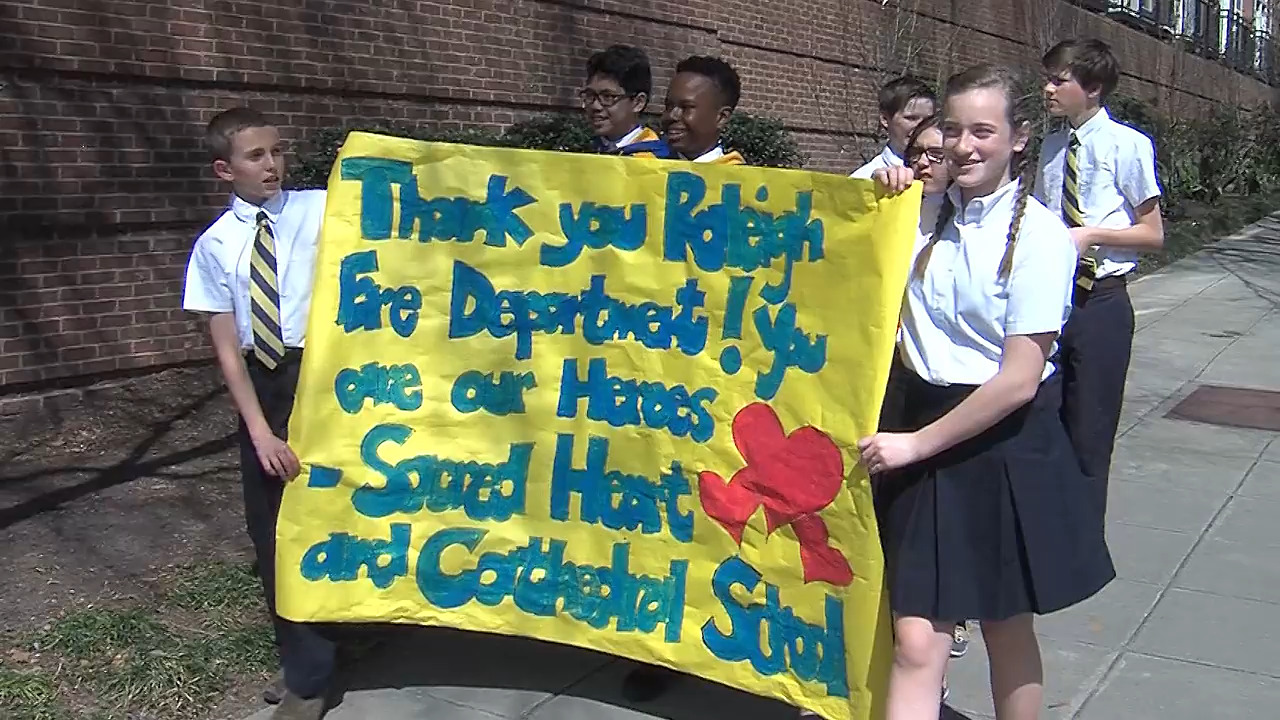 Thank you Raleigh
Fire Department! You
are our Heroes
- Sacred Heart
and Cathedral School